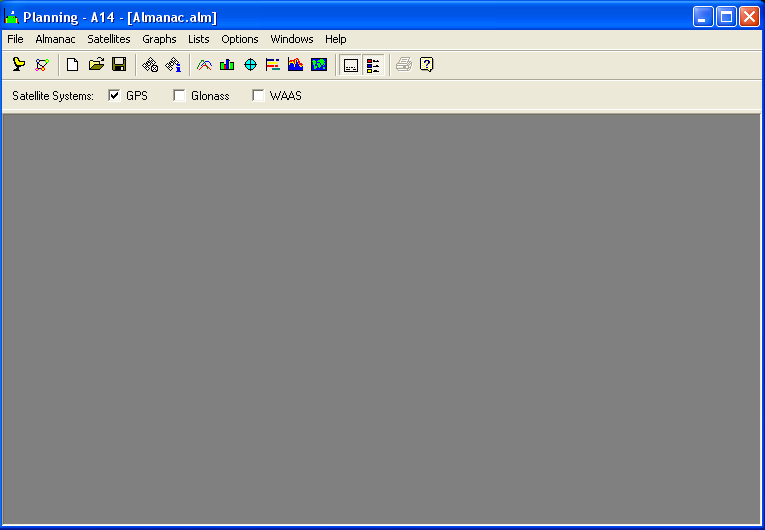 Planning - A14 - [Almanac.alm]
File Almanac Satellites Graphs Lists Options Windows Help
Satellite Systems: GPS Glonass WAAS